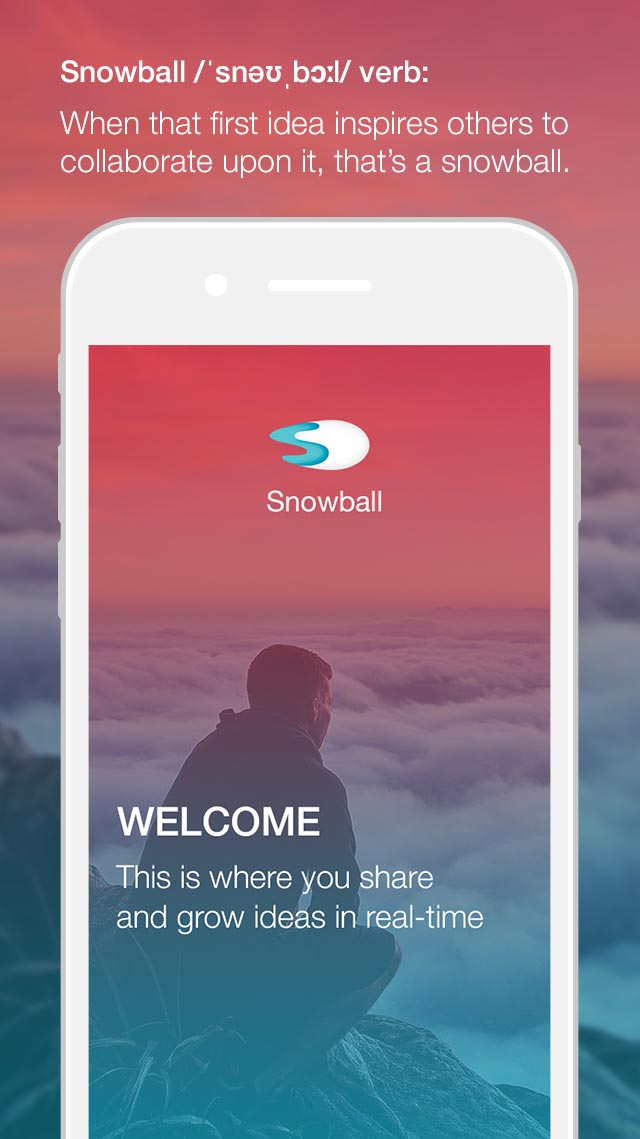 Snowball /ˈsnəʊˌbɔːl/ verb:
When that first idea inspires others to
collaborate upon it, that’s a snowball.
Snowball
WELCOME
This is where you share
and grow ideas in real-time